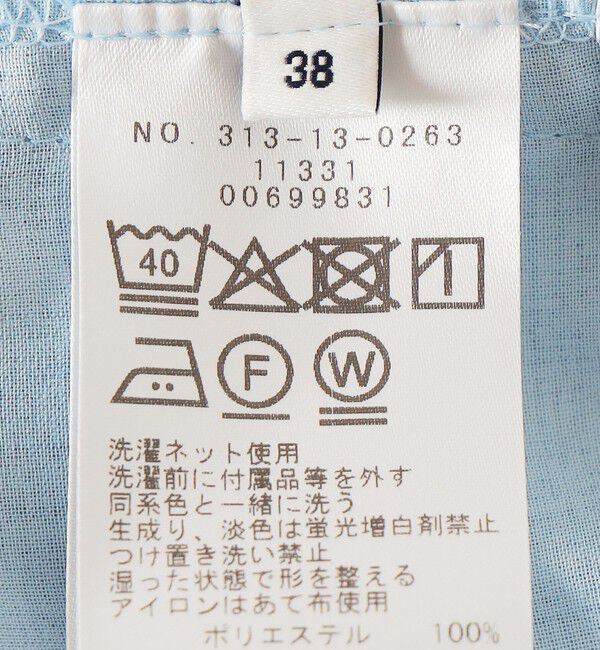 38
NO. 313-13-0263
11331
00699831
40
F W
洗濯ネット使用
洗濯前に付属品等を外す
同系色と一緒に洗う
生成り、淡色は蛍光増白剤禁止
つけ置き洗い禁止
湿った状態で形を整える
アイロンはあて布使用
ポリエステル 100%